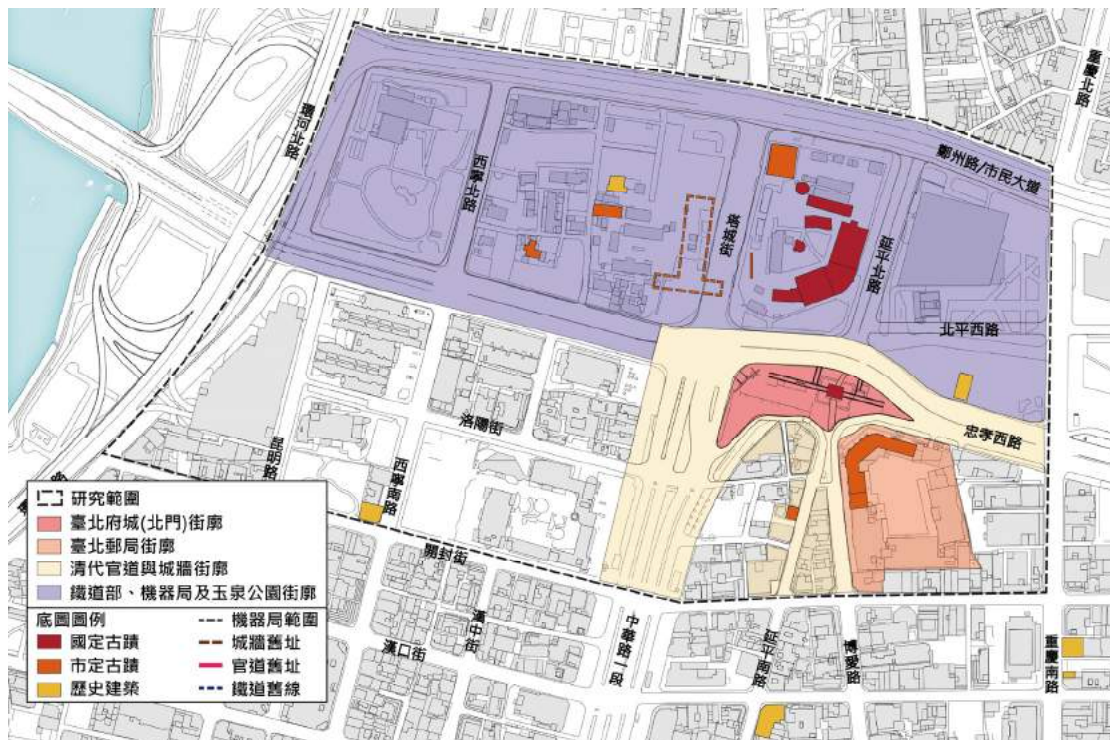 重慶北路
環河北路
鄭州路/市民大道
西寧北路
塔城街
延平北路
北平西路
洛陽街
忠孝西路
昆明路
西寧南路
開封街
漢中街
漢口街
中華路一段
延平南路
博愛路
重慶南路
研究範圍
臺北府城(北門)街廓
臺北郵局街廓
清代官道與城牆街廓
鐵道部、機器局及玉泉公園街廓
底圖圖例
機器局範圍
國定古蹟
城牆舊址
市定古蹟
官道舊址
歷史建築
鐵道舊線